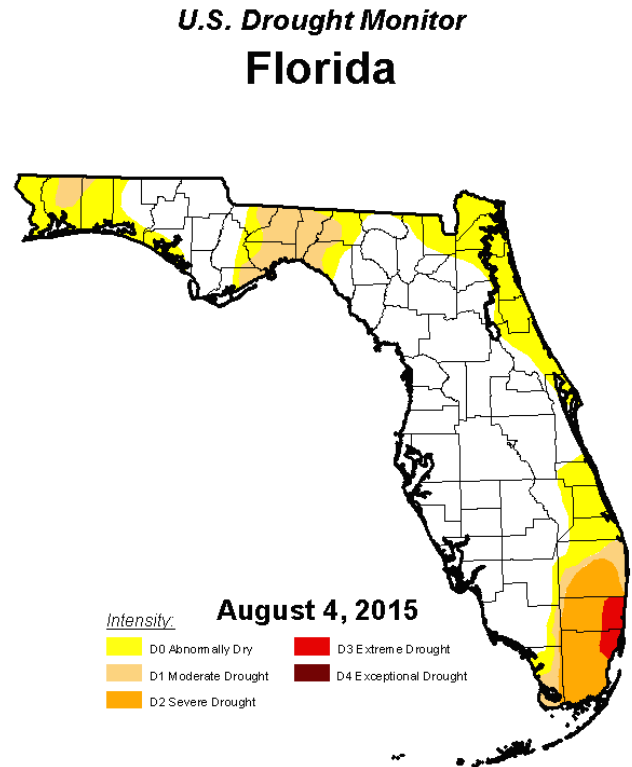 U.S. Drought Monitor
Florida
August 4, 2015
Intensity:
D0 Abnormally Dry
D1 Moderate Drought
D2 Severe Drought
D3 Extreme Drought
D4 Exceptional Drought